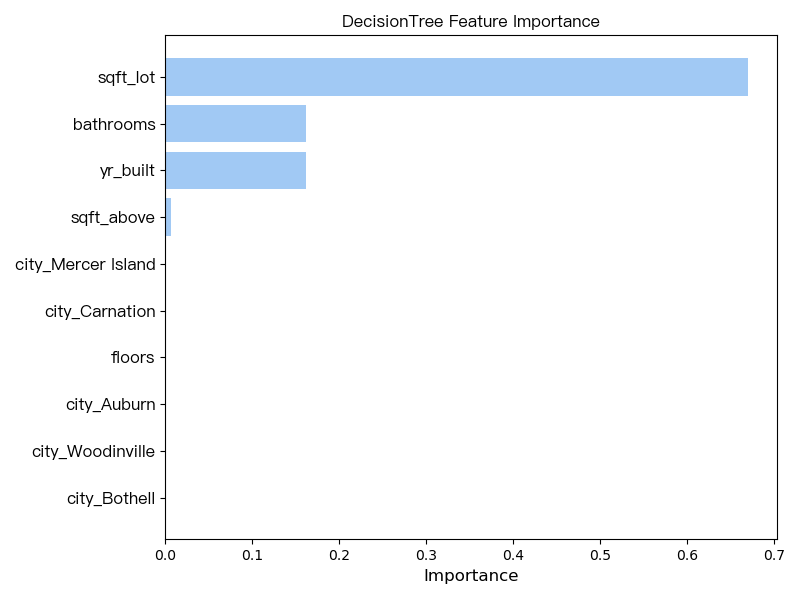 DecisionTree Feature Importance
sqft_lot
bathrooms
yr_built
sqft_above
city_Mercer Island
city_Carnation
floors
city_Auburn
city_Woodinville
city_Bothell
0.0 0.1 0.2 0.3 0.4 0.5 0.6 0.7
Importance